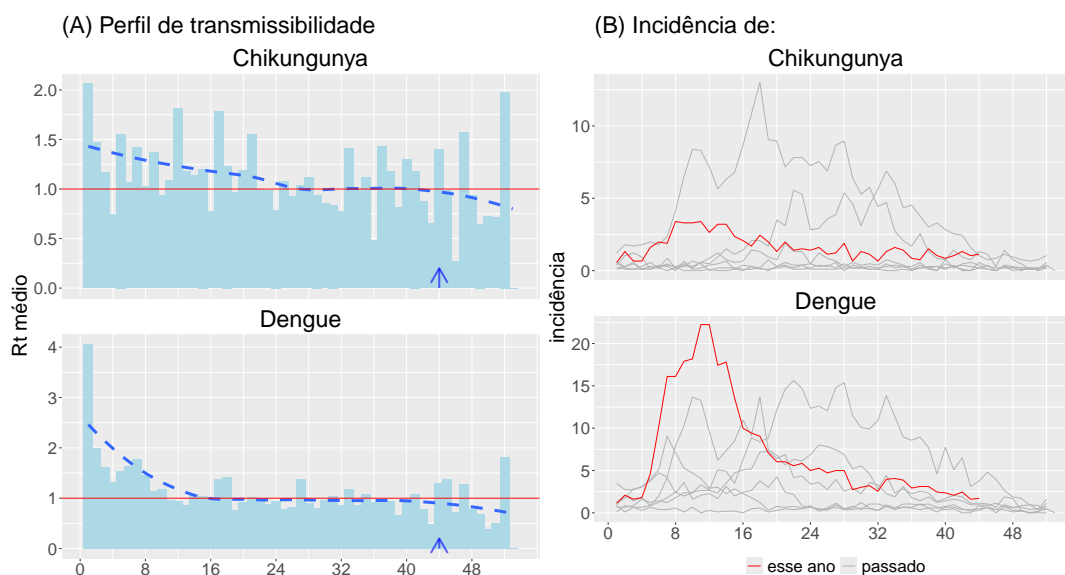 (A) Perfil de transmissibilidade
Chikungunya
2.0
1.5
1.0
0.5
0.0
Dengue
4
3
2
1
0
0 8 16 24 32 40 48
Rt médio
(B) Incidência de:
Chikungunya
10
5
0
Dengue
20
15
10
5
0
0 8 16 24 32 40 48
incidência
esse ano passado